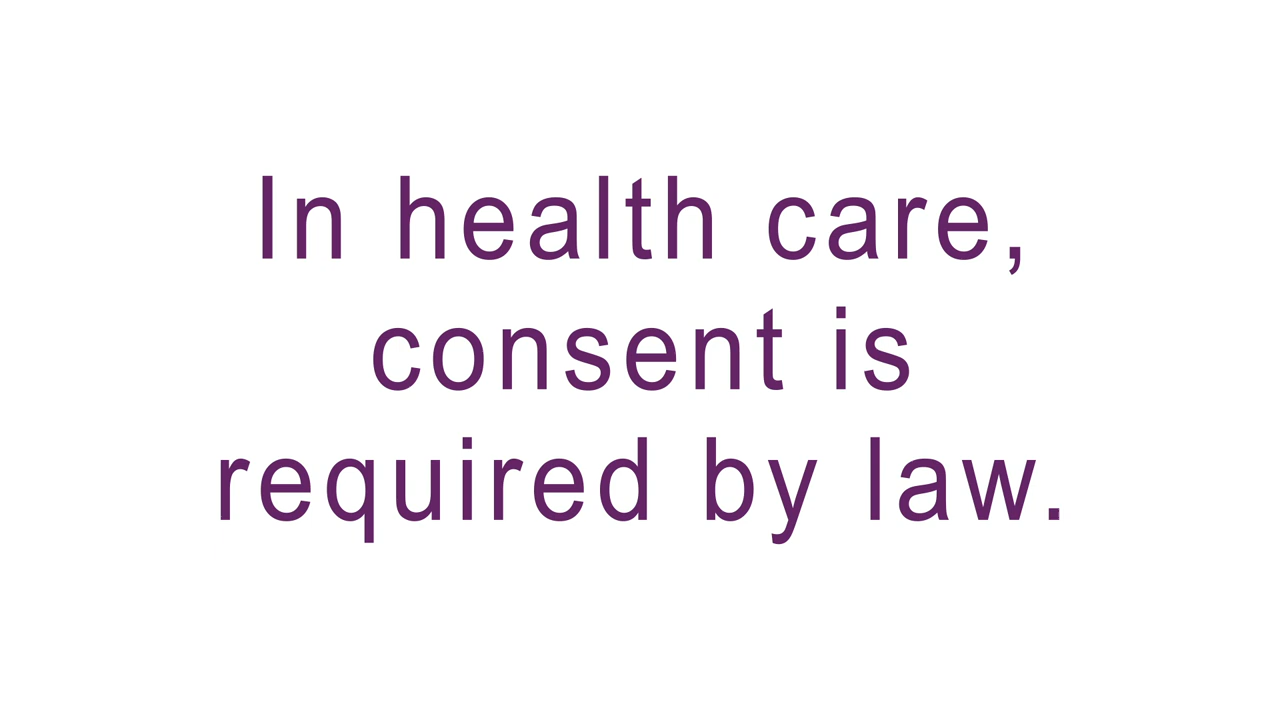 In health care,
consent is
required by law.